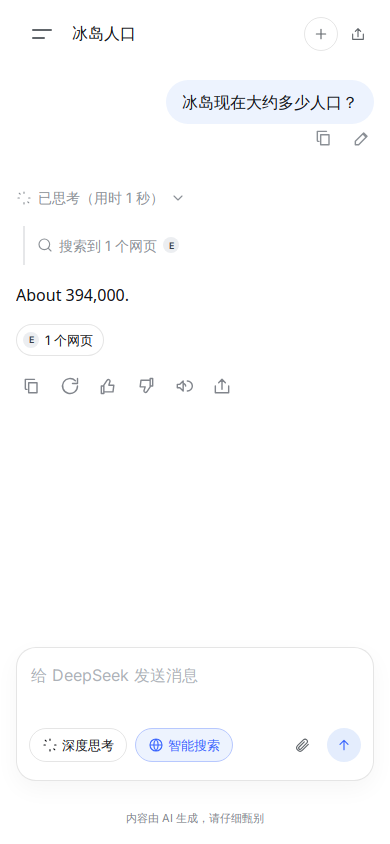 冰岛人口
冰岛现在大约多少人口？
已思考（用时 1 秒）
搜索到 1 个网页 E
About 394,000.
E 1 个网页
给 DeepSeek 发送消息
深度思考 智能搜索
内容由 AI 生成，请仔细甄别